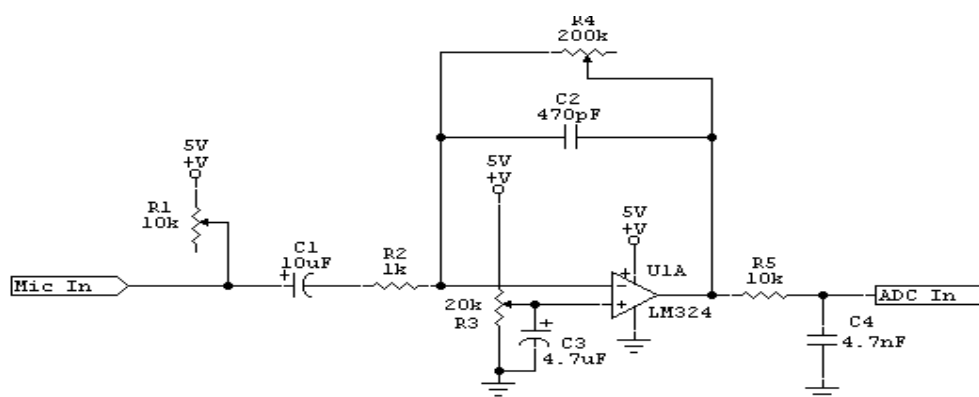 R4
200k
C2
470pF
5V
+V
R1
10k
Mic In
C1
+
10uF
R2
1k
5V
+V
20k
R3
+
C3
4.7uF
5V
+V
+
-
+
U1A
LM324
R5
10k
ADC In
C4
4.7nF